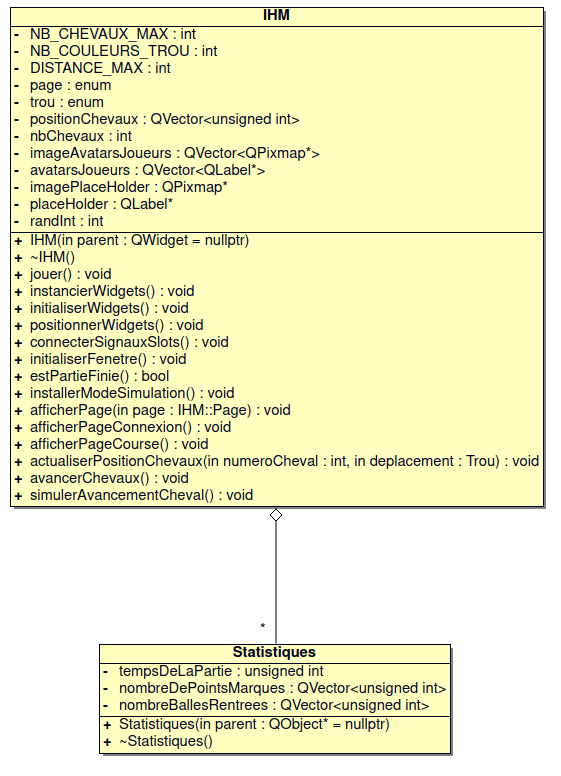 IHM
- NB_CHEVAUX_MAX : int
- NB_COULEURS_TROU : int
- DISTANCE_MAX : int
- page : enum
- trou : enum
- positionChevaux : QVector<unsigned int>
- nbChevaux : int
- imageAvatarsJoueurs : QVector<QPixmap*>
- avatarsJoueurs : QVector<QLabel*>
- imagePlaceHolder : QPixmap*
- placeHolder : QLabel*
- randInt : int
+ IHM(in parent : QWidget = nullptr)
+ ~IHM()
+ jouer() : void
+ instancierWidgets() : void
+ initialiserWidgets() : void
+ positionnerWidgets() : void
+ connecterSignauxSlots() : void
+ initialiserFenetre() : void
+ estPartieFinie() : bool
+ installerModeSimulation() : void
+ afficherPage(in page : IHM::Page) : void
+ afficherPageConnexion() : void
+ afficherPageCourse() : void
+ actualiserPositionChevaux(in numeroCheval : int, in deplacement : Trou) : void
+ avancerChevaux() : void
+ simulerAvancementCheval() : void
*
Statistiques
- tempsDeLaPartie : unsigned int
- nombreDePointsMarques : QVector<unsigned int>
- nombreBallesRentrees : QVector<unsigned int>
+ Statistiques(in parent : QObject* = nullptr)
+ ~Statistiques()